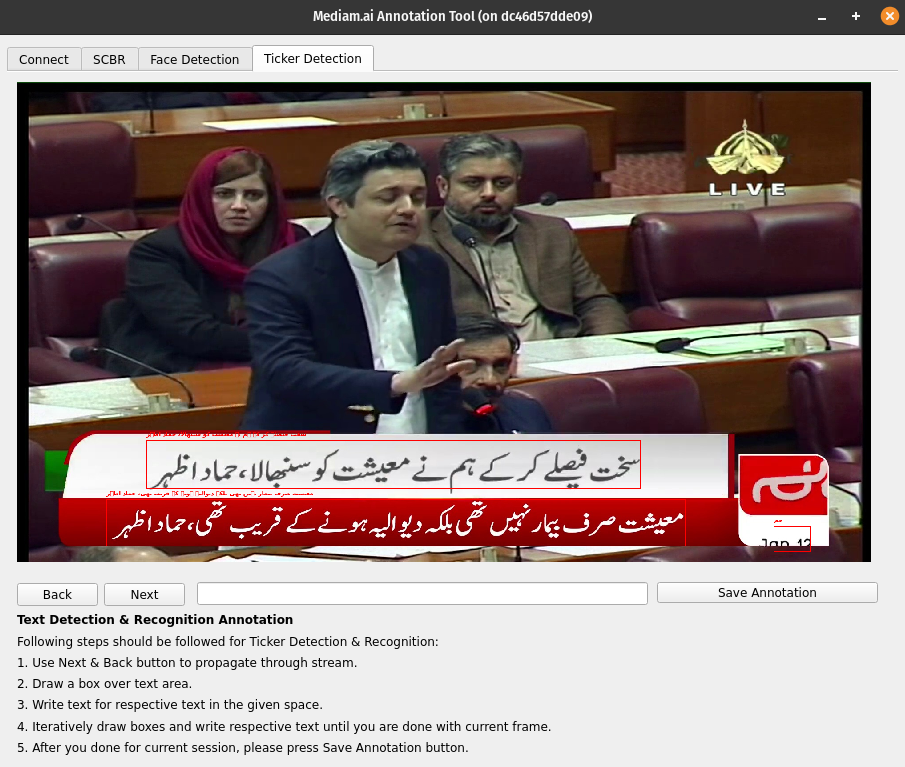 Mediam.ai Annotation Tool (on dc46d57dde09)
Connect
SCBR
Face Detection
Ticker Detection
LIVE
سخت فیصلے کر کے ہم نے معیشت کو سنبھالا، حماد اظہر
معیشت صرف بیمار نہیں تھی بلکہ دیوالیہ ہونے کے قریب تھی، حماد اظہر
Jan 12
Back
Next
Save Annotation
Text Detection & Recognition Annotation
Following steps should be followed for Ticker Detection & Recognition:
1. Use Next & Back button to propagate through stream.
2. Draw a box over text area.
3. Write text for respective text in the given space.
4. Iteratively draw boxes and write respective text until you are done with current frame.
5. After you done for current session, please press Save Annotation button.